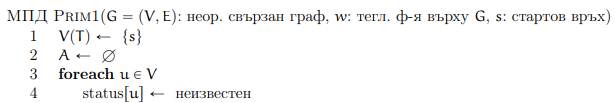 МПД PRIM1(G = (V, E): неор. свързан граф, w: тегл. ф-я върху G, s: стартов връх)
1 V(T) ← {s}
2 A ← ∅
3 foreach u ∈ V
4 status[u] ← неизвестен